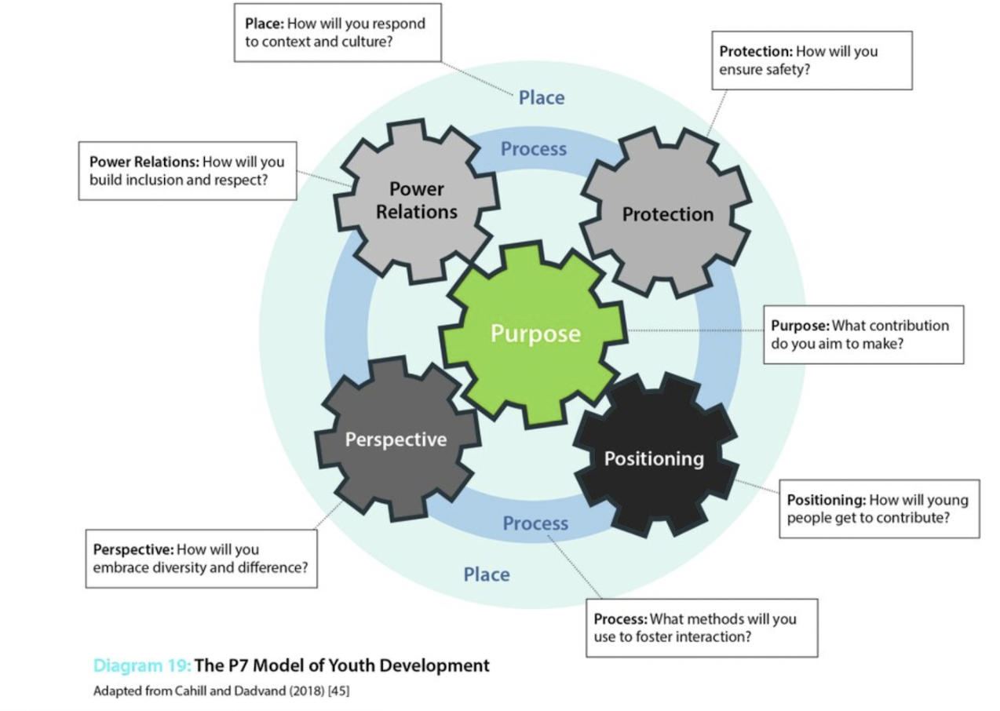 Place: How will you respond
to context and culture?
Protection: How will you
ensure safety?
Place
Process
Power Relations: How will you
build inclusion and respect?
Power
Relations
Protection
Purpose
Purpose: What contribution
do you aim to make?
Perspective
Positioning
Positioning: How will young
people get to contribute?
Process
Perspective: How will you
embrace diversity and difference?
Place
Process: What methods will you
use to foster interaction?
Diagram 19: The P7 Model of Youth Development
Adapted from Cahill and Dadvand (2018) [45]